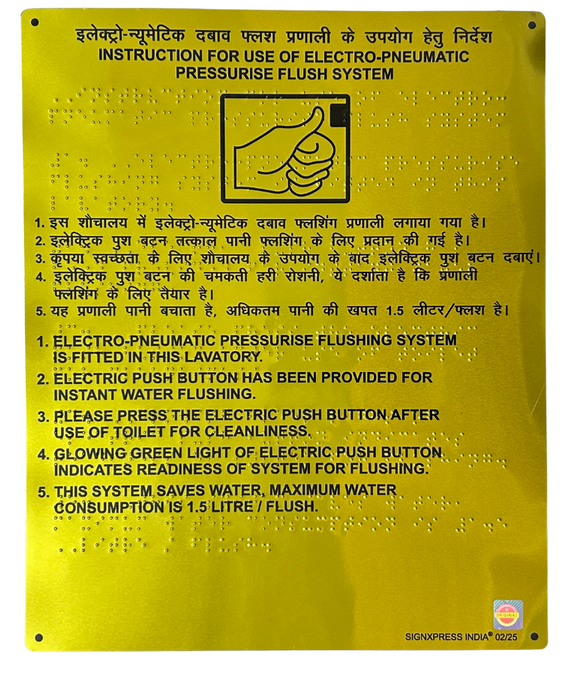 इलेक्ट्रो-न्यूमेटिक दबाव फ्लश प्रणाली के उपयोग हेतु निर्देश
INSTRUCTION FOR USE OF ELECTRO-PNEUMATIC
PRESSURISE FLUSH SYSTEM
1. इस शौचालय में इलेक्ट्रो-न्यूमेटिक दबाव फ्लशिंग प्रणाली लगाया गया है।
2. इलेक्ट्रिक पुश बटन तत्काल पानी फ्लशिंग के लिए प्रदान की गई है।
3. कृपया स्वच्छता के लिए शौचालय के उपयोग के बाद इलेक्ट्रिक पुश बटन दबाएं।
4. इलेक्ट्रिक पुश बटन की चमकती हरी रोशनी, ये दर्शाता है कि प्रणाली
फ्लशिंग के लिए तैयार है।
5. यह प्रणाली पानी बचाता है, अधिकतम पानी की खपत 1.5 लीटर/फ्लश है।
1. ELECTRO-PNEUMATIC PRESSURISE FLUSHING SYSTEM
IS FITTED IN THIS LAVATORY.
2. ELECTRIC PUSH BUTTON HAS BEEN PROVIDED FOR
INSTANT WATER FLUSHING.
3. PLEASE PRESS THE ELECTRIC PUSH BUTTON AFTER
USE OF TOILET FOR CLEANLINESS.
4. GLOWING GREEN LIGHT OF ELECTRIC PUSH BUTTON
INDICATES READINESS OF SYSTEM FOR FLUSHING.
5. THIS SYSTEM SAVES WATER, MAXIMUM WATER
CONSUMPTION IS 1.5 LITRE / FLUSH.
ORIGINAL
SIGNXPRESS INDIA® 02/25